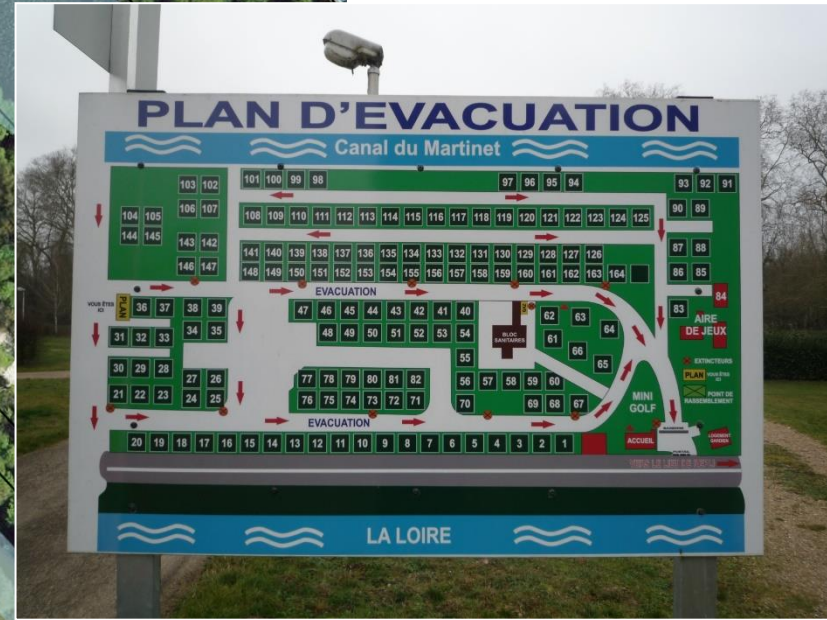 PLAN D'EVACUATION
Canal du Martinet
101 100 99 98
97 96 95 94
93 92 91
103 102
106 107
104 105
144 145
143 142
146 147
90 89
108 109 110 111 112 113 114 115 116 117 118 119 120 121 122 123 124 125
141 140 139 138 137 136 135 134 133 132 131 130 129 128 127 126
148 149 150 151 152 153 154 155 156 157 158 159 160 161 162 163 164
87 88
86 85
84
83
VOUS ÊTES
ICI
PLAN
EVACUATION
36 37
38 39
34 35
31 32 33
30 29 28
21 22 23
27 26
24 25
47 46 45 44 43 42 41 40
48 49 50 51 52 53 54
55
56 57 58 59 60
70
69 68 67
77 78 79 80 81 82
76 75 74 73 72 71
BLOC
SANITAIRES
62 63
61
64
66
65
AIRE
DE JEUX
EXTINCTEURS
PLAN
VOUS ÊTES
ICI
POINT DE
RASSEMBLEMENT
MINI
GOLF
ACCUEIL
LOGEMENT
GARDIEN
EVACUATION
20 19 18 17 16 15 14 13 12 11 10 9 8 7 6 5 4 3 2 1
LA LOIRE